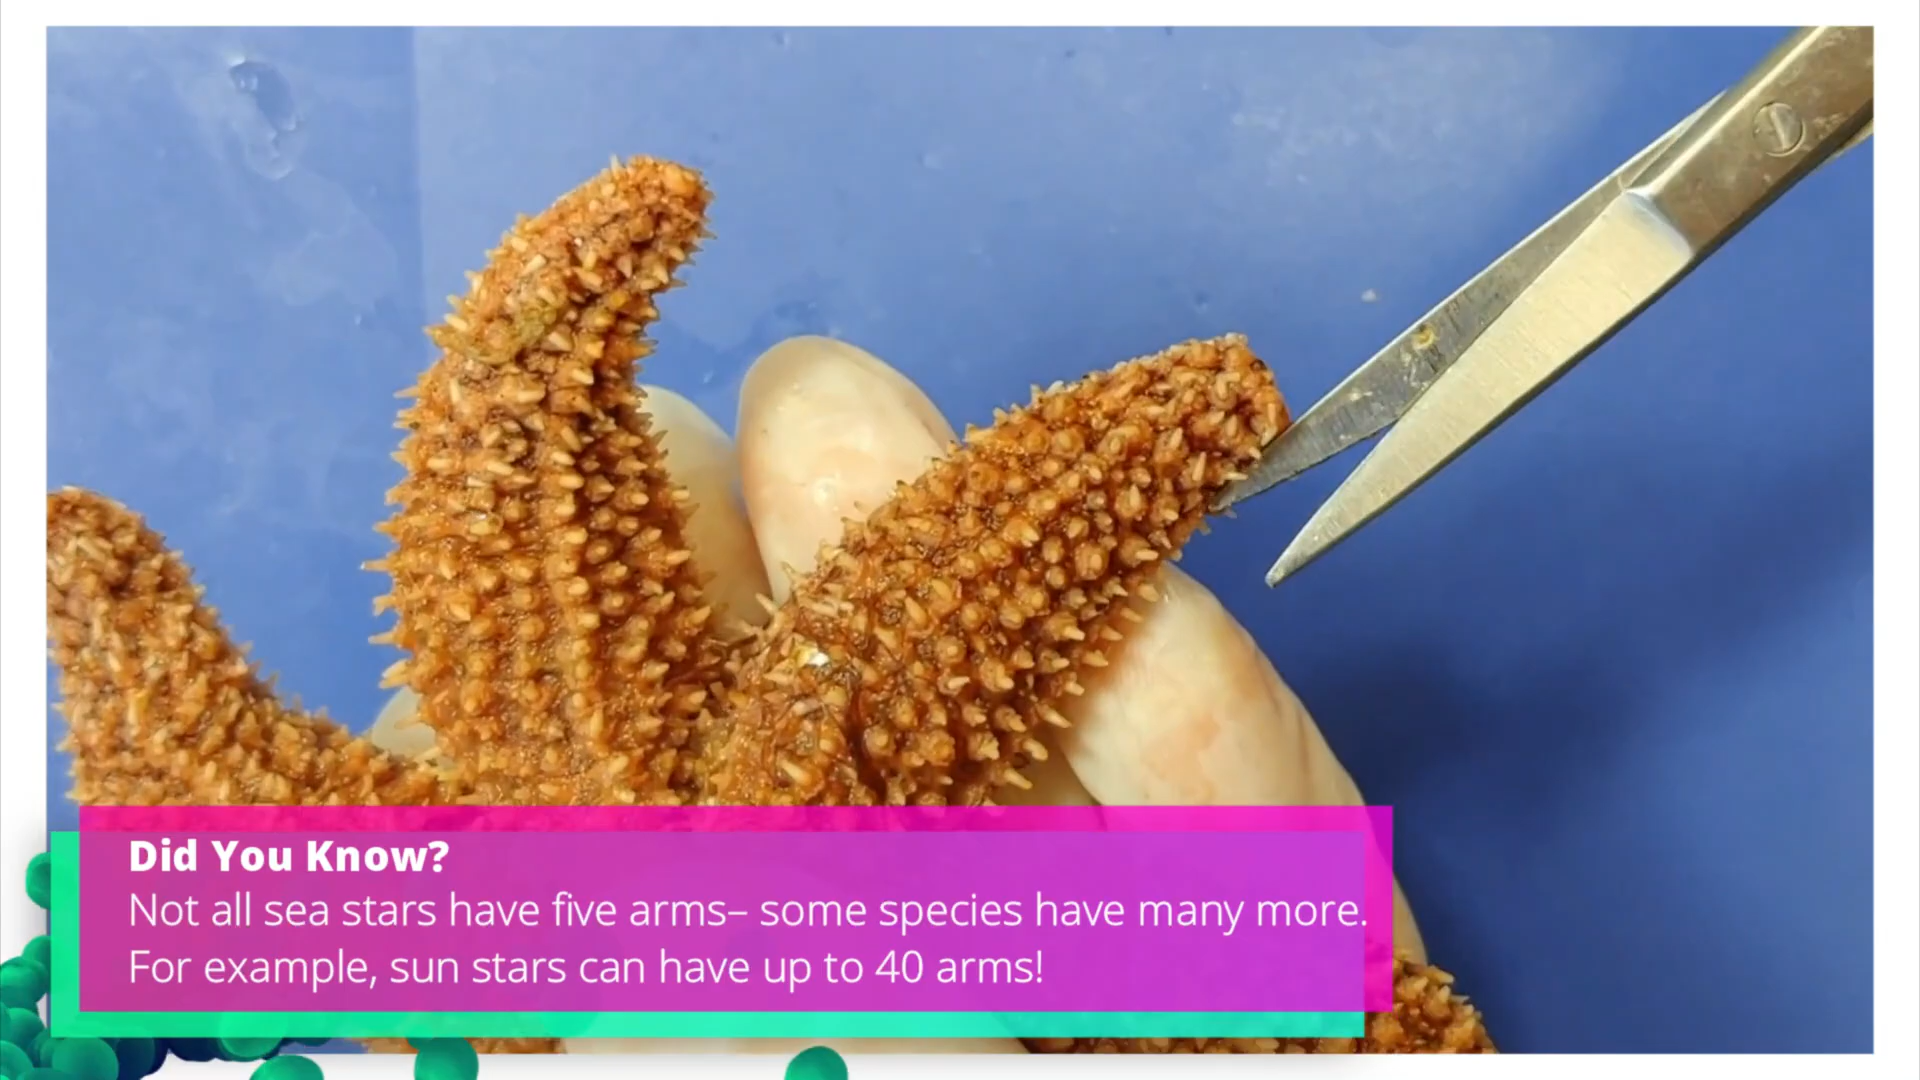 Did You Know?
Not all sea stars have five arms– some species have many more.
For example, sun stars can have up to 40 arms!